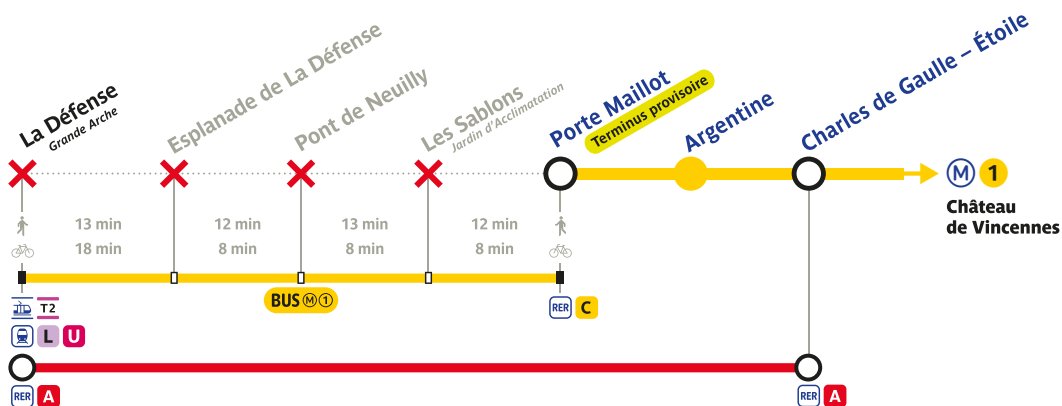 La Défense
Grande Arche
Esplanade de La Défense
Pont de Neuilly
Les Sablons
Jardin d'Acclimatation
Porte Maillot
Terminus provisoire
Argentine
Charles de Gaulle – Étoile
M 1
Château
de Vincennes
13 min 12 min 13 min 12 min
18 min 8 min 8 min 8 min
BUS M 1
T2
RER C
L U
RER A
RER A